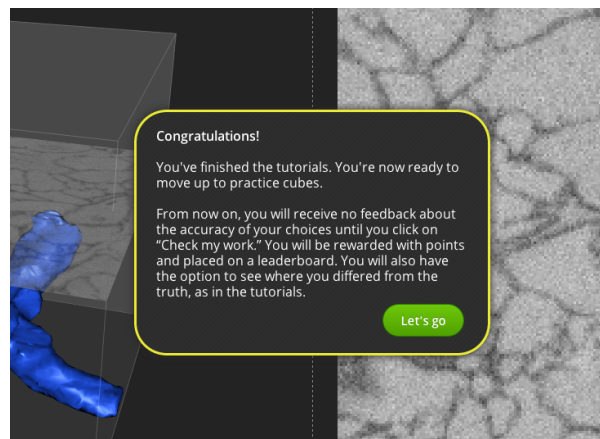 Congratulations!
You've finished the tutorials. You're now ready to
move up to practice cubes.
From now on, you will receive no feedback about
the accuracy of your choices until you click on
“Check my work.” You will be rewarded with points
and placed on a leaderboard. You will also have
the option to see where you differed from the
truth, as in the tutorials.
Let's go